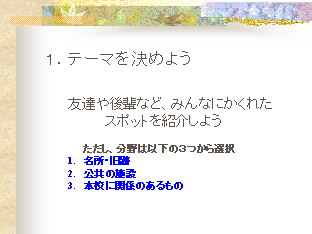 １．テーマを決めよう
友達や後輩など、みんなにかくれた
スポットを紹介しよう
ただし、分野は以下の３つから選択
1. 名所・旧跡
2. 公共の施設
3. 本校に関係のあるもの